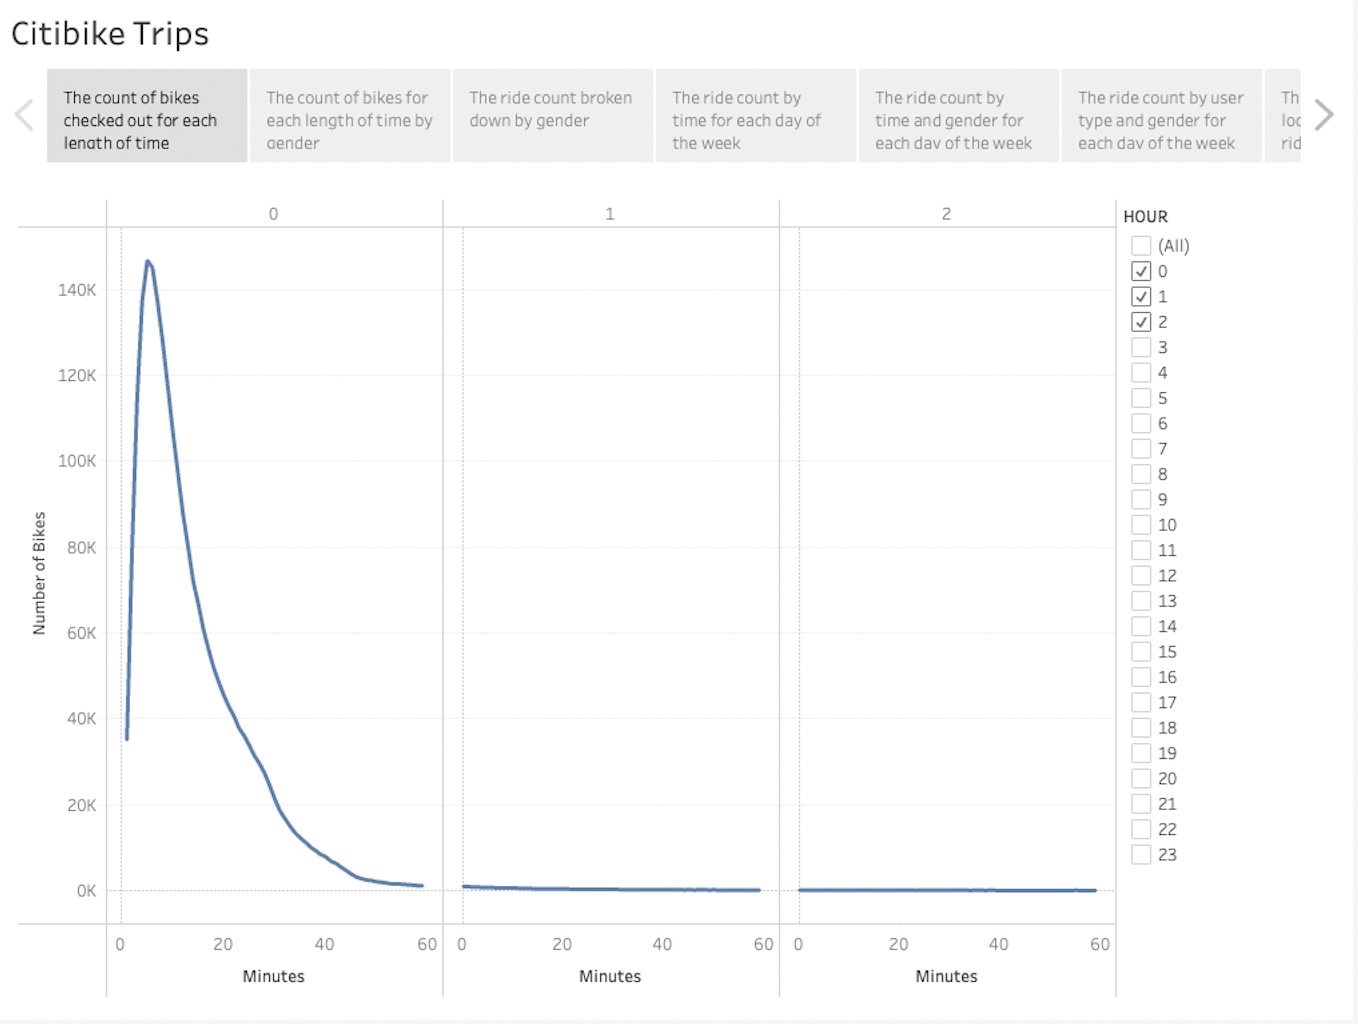 Citibike Trips
The count of bikes
checked out for each
length of time
The count of bikes for
each length of time by
gender
The ride count broken
down by gender
The ride count by
time for each day of
the week
The ride count by
time and gender for
each day of the week
The ride count by user
type and gender for
each day of the week
Th
loc
rid
0 1 2
Number of Bikes
140K
120K
100K
80K
60K
40K
20K
0K
0 20 40 60 0 20 40 60 0 20 40 60
Minutes Minutes Minutes
HOUR
(All)
0
1
2
3
4
5
6
7
8
9
10
11
12
13
14
15
16
17
18
19
20
21
22
23